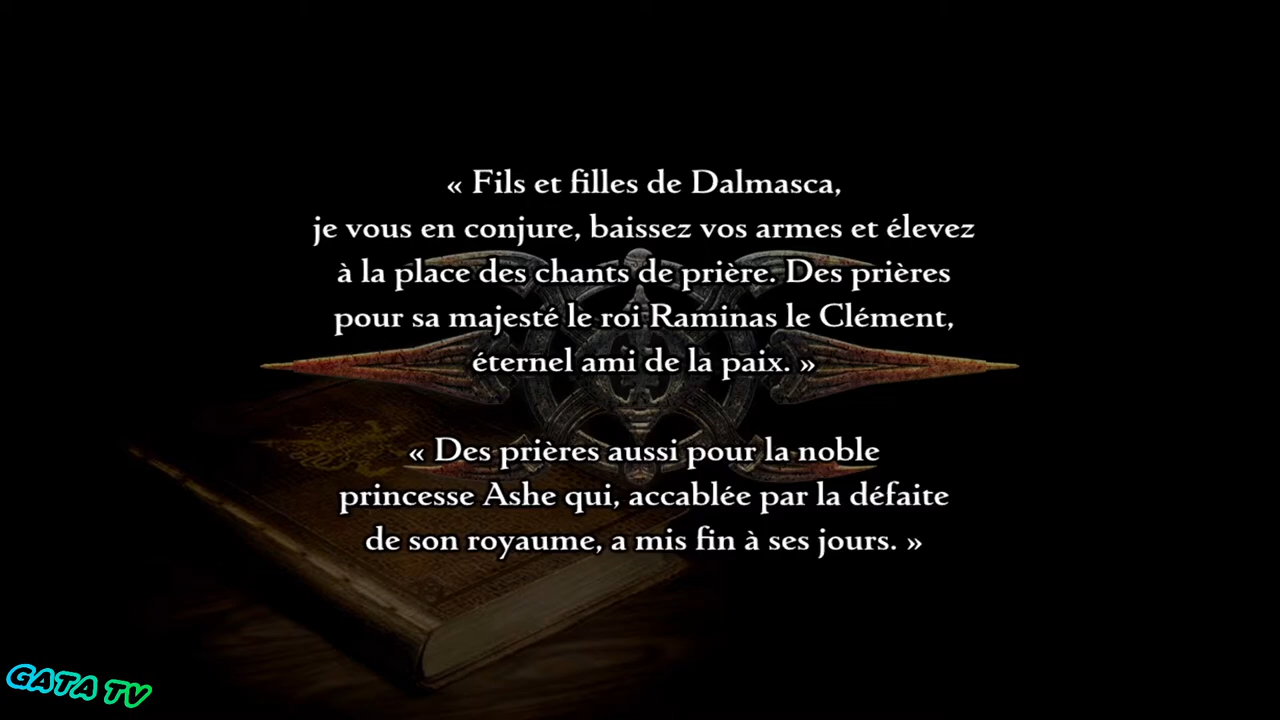 « Fils et filles de Dalmasca,
je vous en conjure, baissez vos armes et élevez
à la place des chants de prière. Des prières
pour sa majesté le roi Raminas le Clément,
éternel ami de la paix. »
« Des prières aussi pour la noble
princesse Ashe qui, accablée par la défaite
de son royaume, a mis fin à ses jours. »
GATA TV